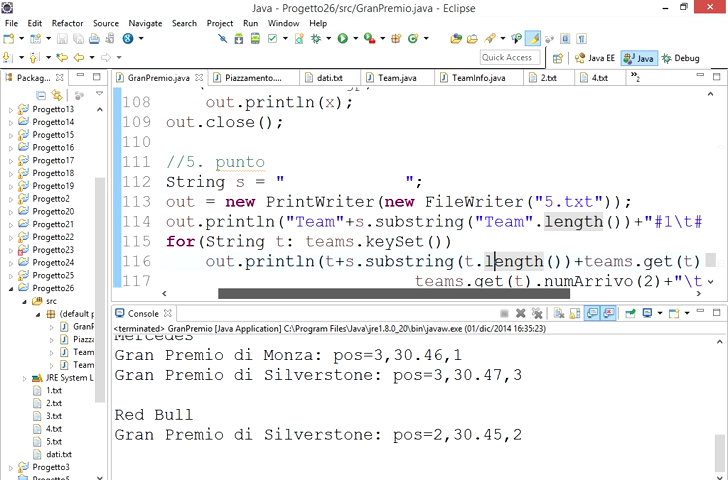 Java - Progetto26/src/GranPremio.java - Eclipse
File Edit Refactor Source Navigate Search Project Run Window Help
Quick Access
Java EE Java Debug
Packag...
GranPremio.java Piazzamento.... dati.txt Team.java TeamInfo.java 2.txt 4.txt »2
Progetto13
Progetto14
Progetto15
Progetto16
Progetto17
Progetto18
Progetto19
Progetto2
Progetto20
Progetto21
Progetto22
Progetto23
Progetto24
Progetto25
Progetto26
src
(default p
GranP
Piazza
Team
Team
JRE System L
1.txt
2.txt
3.txt
4.txt
5.txt
dati.txt
Progetto3
108 out.println(x);
109 out.close();
110
111 //5. punto
112 String s = " ";
113 out = new PrintWriter(new FileWriter("5.txt"));
114 out.println("Team"+s.substring("Team".length())+"#1\t#
115 for(String t: teams.keySet())
116 out.println(t+s.substring(t.length())+teams.get(t)
117 teams.get(t).numArrivo(2)+"\t
Console
<terminated> GranPremio [Java Application] C:\Program Files\Java\jre1.8.0_20\bin\javaw.exe (01/dic/2014 16:35:23)
Mercedes
Gran Premio di Monza: pos=3,30.46,1
Gran Premio di Silverstone: pos=3,30.47,3
Red Bull
Gran Premio di Silverstone: pos=2,30.45,2